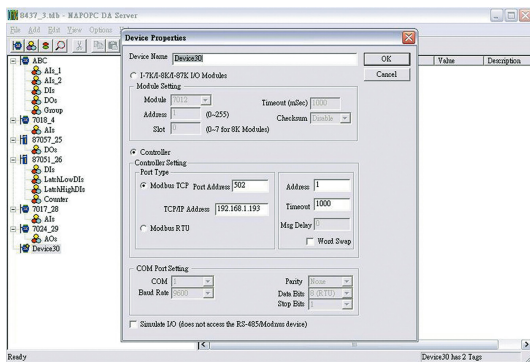 8437_3.tdb - NAPOPC DA Server
File Add Edit View Options
ABC
AIs_1
AIs_2
DIs
DOs
Group
7018_4
AIs
87057_25
DOs
87051_26
DIs
LatchLowDIs
LatchHighDIs
Counter
7017_28
AIs
7024_29
AOs
Device30
Value Description
Device Properties
Device Name Device30
OK
Cancel
I-7K/I-8K/I-87K I/O Modules
Module Setting
Module 7012
Timeout (mSec) 1000
Address 1 (0~255)
Checksum Disable
Slot 0 (0~7 for 8K Modules)
Controller
Controller Setting
Port Type
Modbus TCP Port Address 502
TCP/IP Address 192.168.1.193
Modbus RTU
Address 1
Timeout 1000
Msg Delay 0
Word Swap
COM Port Setting
COM 1
Parity None
Baud Rate 9600
Data Bits 8 (RTU)
Stop Bits 1
Simulate I/O (does not access the RS-485/Modbus device)
Ready
Device30 has 2 Tags